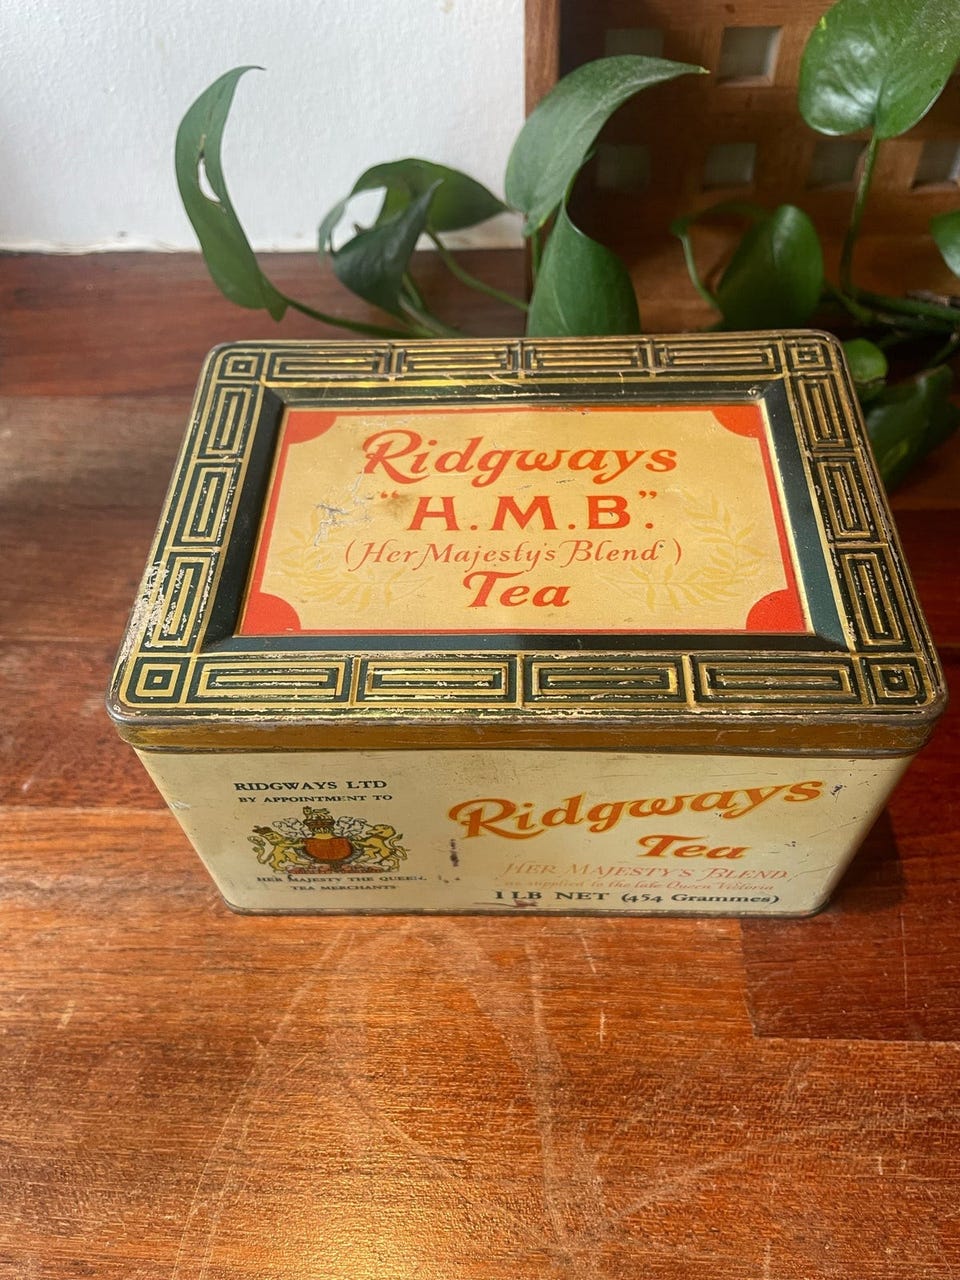 Ridgways
"H.M.B".
(Her Majesty's Blend)
Tea
RIDGWAYS LTD
BY APPOINTMENT TO
HER MAJESTY THE QUEEN.
TEA MERCHANTS
Ridgways
Tea
HER MAJESTY'S BLEND,
as supplied to the late Queen Victoria
1 LB NET (454 Grammes)